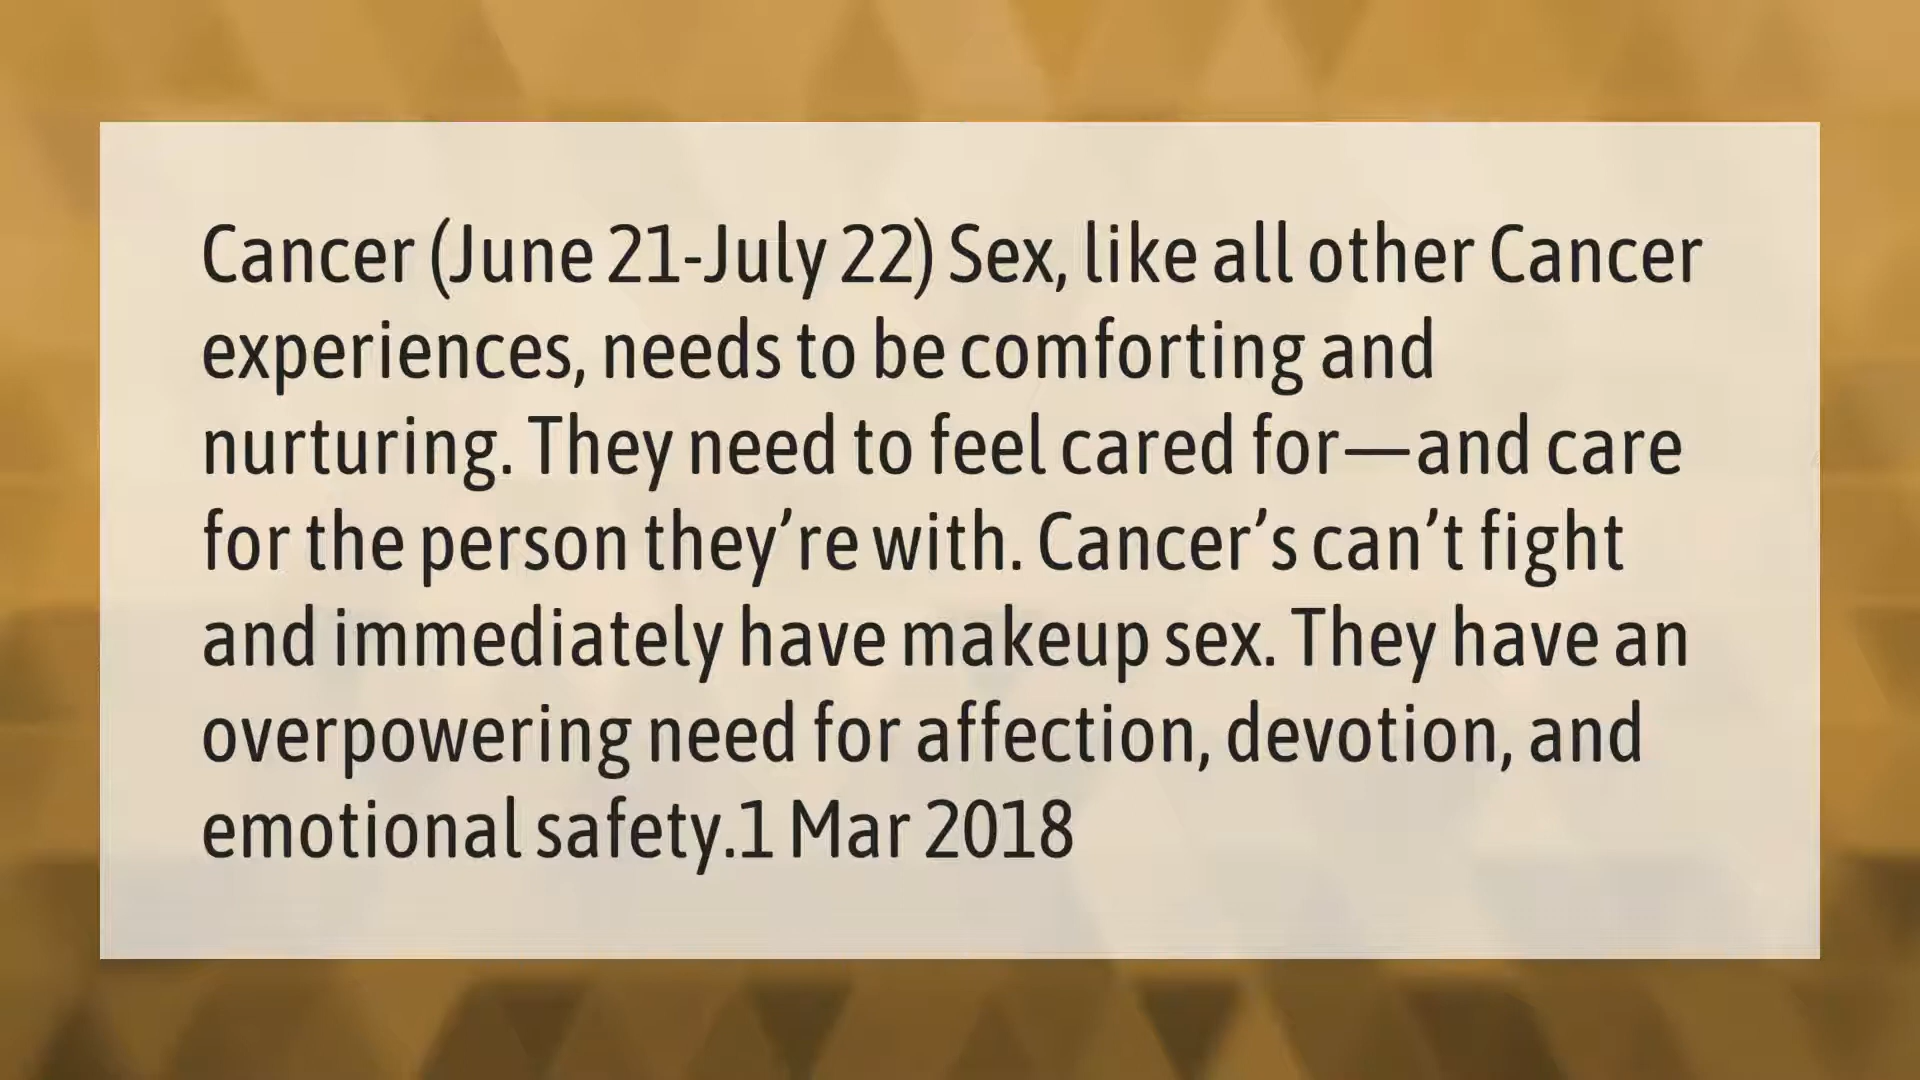 Cancer (June 21-July 22) Sex, like all other Cancer
experiences, needs to be comforting and
nurturing. They need to feel cared for—and care
for the person they’re with. Cancer’s can’t fight
and immediately have makeup sex. They have an
overpowering need for affection, devotion, and
emotional safety.1 Mar 2018